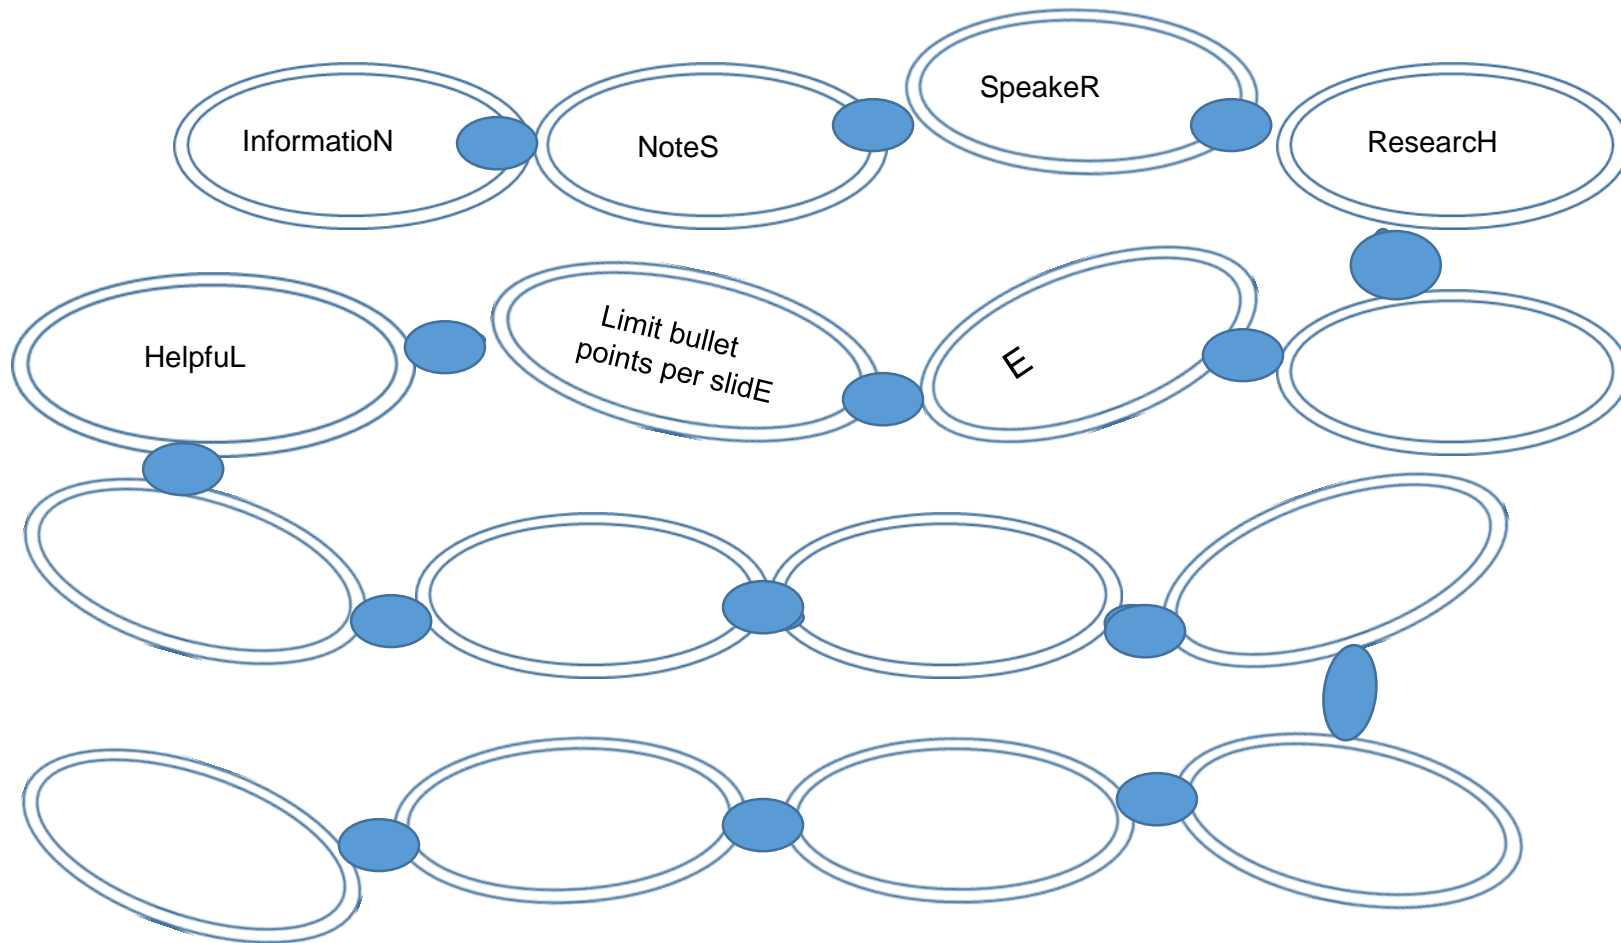 InformatioN
NoteS
SpeakeR
ResearcH
HelpfuL
Limit bullet
points per slidE
E